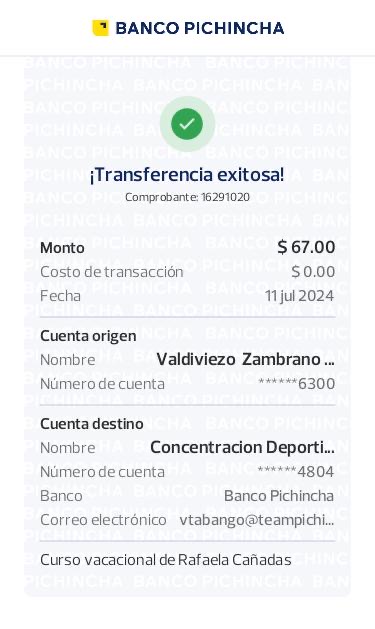 BANCO PICHINCHA
¡Transferencia exitosa!
Comprobante: 16291020
Monto $ 67.00
Costo de transacción $ 0.00
Fecha 11 jul 2024
Cuenta origen
Nombre Valdiviezo Zambrano ...
Número de cuenta ******6300
Cuenta destino
Nombre Concentracion Deporti...
Número de cuenta ******4804
Banco Banco Pichincha
Correo electrónico vtabango@teampichi...
Curso vacacional de Rafaela Cañadas